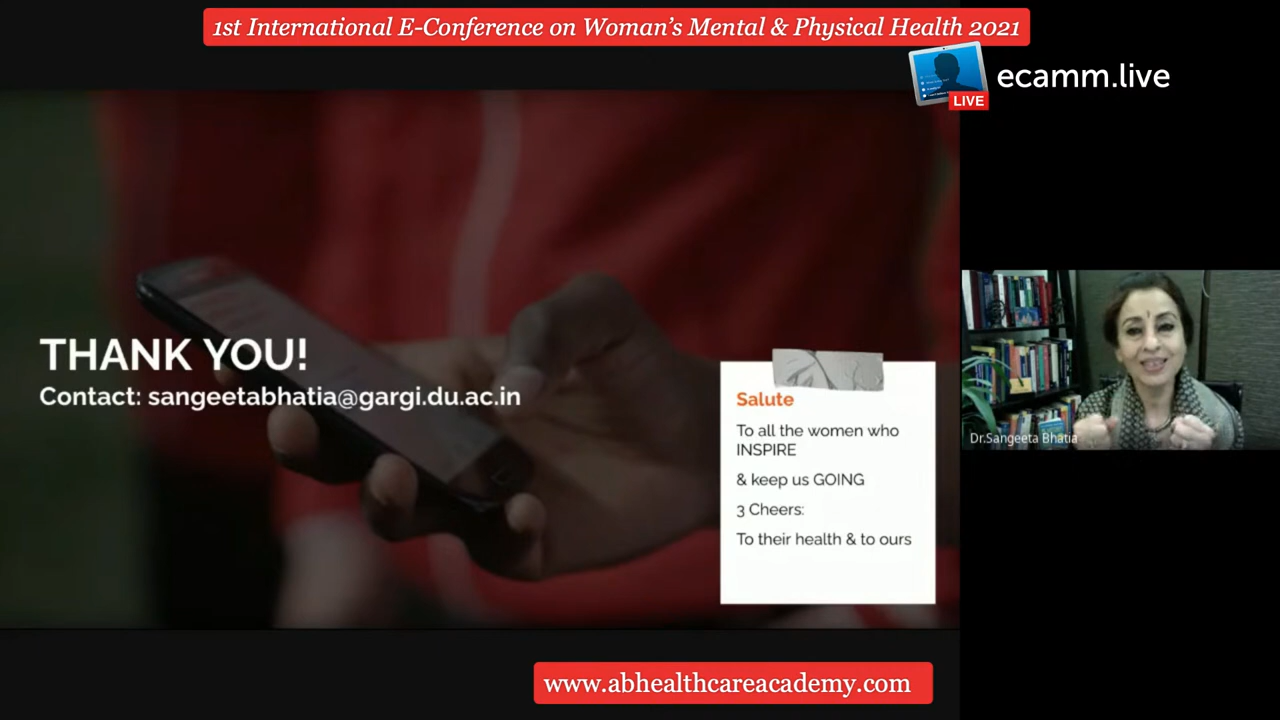 1st International E-Conference on Woman's Mental & Physical Health 2021
ecamm.live
LIVE
THANK YOU!
Contact: sangeetabhatia@gargi.du.ac.in
Salute
To all the women who
INSPIRE
& keep us GOING
3 Cheers:
To their health & to ours
Dr.Sangeeta Bhatia
www.abhealthcareacademy.com